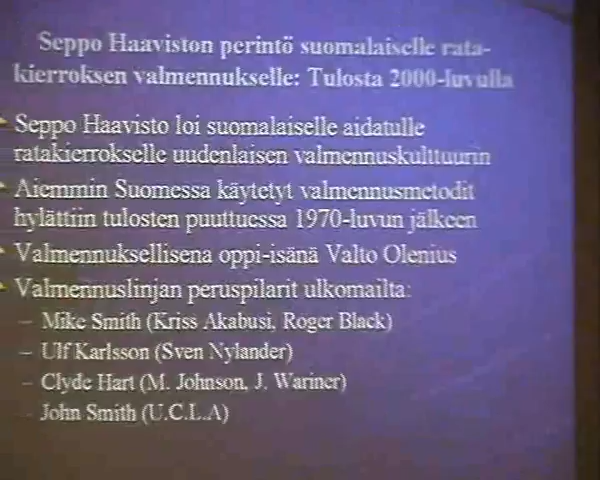 Seppo Haaviston perintö suomalaiselle rata-
kierroksen valmennukselle: Tulosta 2000-luvulla
Seppo Haavisto loi suomalaiselle aidatulle
ratakierrokselle uudenlaisen valmennuskulttuurin
Aiemmin Suomessa käytetyt valmennusmetodit
hylättiin tulosten puuttuessa 1970-luvun jälkeen
Valmennuksellisena oppi-isänä Valto Olenius
Valmennuslinjan peruspilarit ulkomailta:
– Mike Smith (Kriss Akabusi, Roger Black)
– Ulf Karlsson (Sven Nylander)
– Clyde Hart (M. Johnson, J. Wariner)
– John Smith (U.C.L.A)